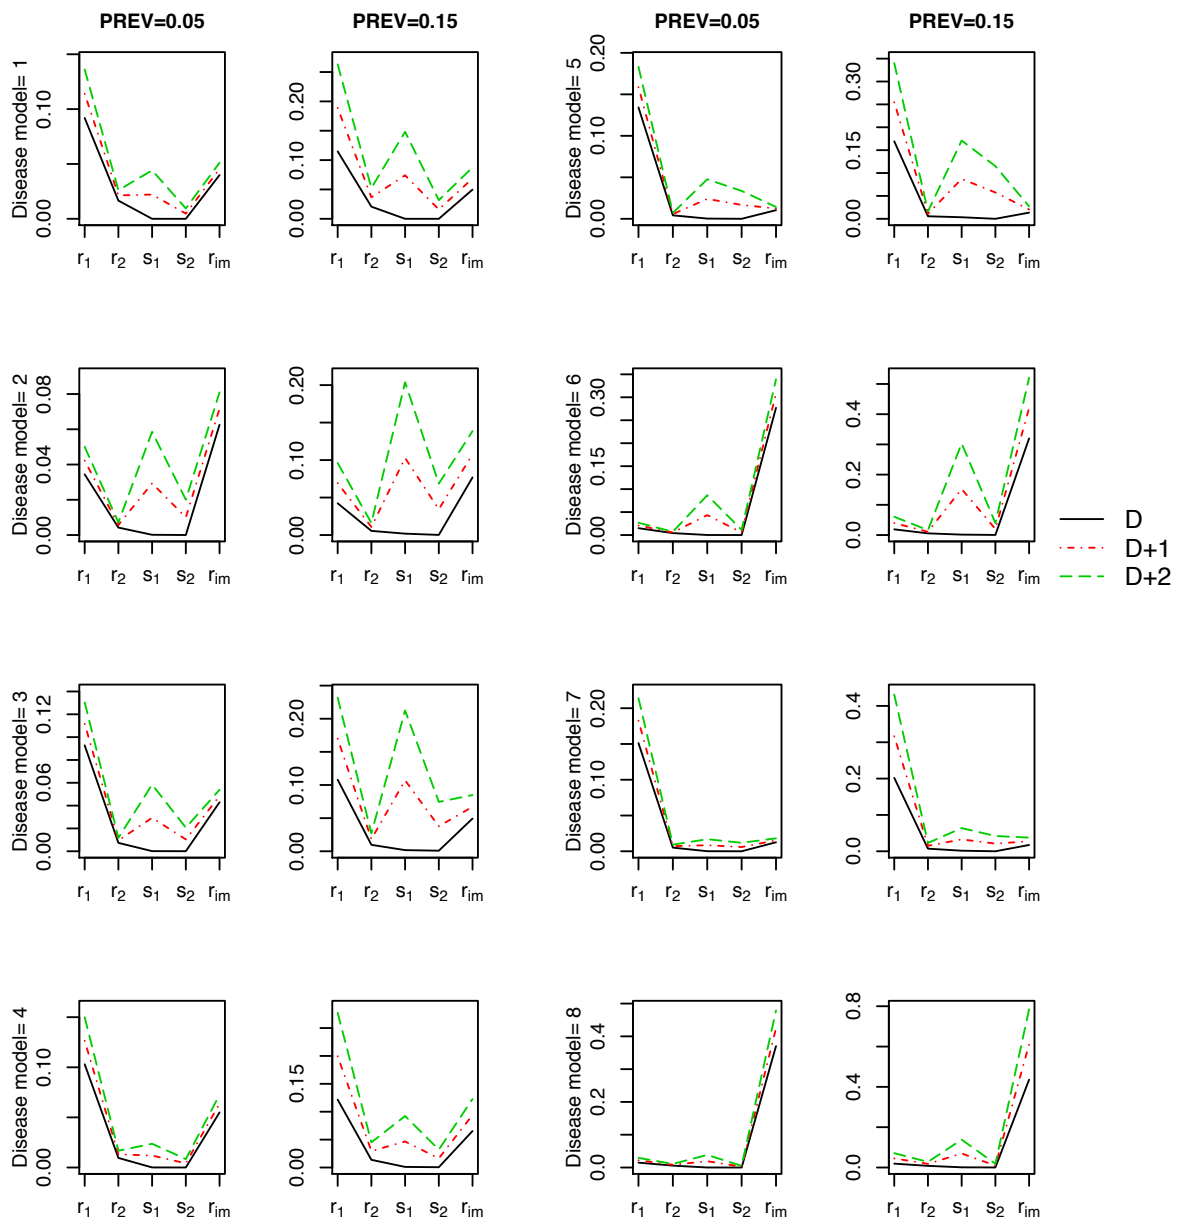 PREV=0.05 PREV=0.15 PREV=0.05 PREV=0.15
Disease model= 1
0.00 0.10
r1 r2 s1 s2 rim
0.00 0.10 0.20
r1 r2 s1 s2 rim
Disease model= 5
0.00 0.10 0.20
r1 r2 s1 s2 rim
0.00 0.15 0.30
r1 r2 s1 s2 rim
Disease model= 2
0.00 0.04 0.08
r1 r2 s1 s2 rim
0.00 0.10 0.20
r1 r2 s1 s2 rim
Disease model= 6
0.00 0.15 0.30
r1 r2 s1 s2 rim
0.0 0.2 0.4
r1 r2 s1 s2 rim
D
D+1
D+2
Disease model= 3
0.00 0.06 0.12
r1 r2 s1 s2 rim
0.00 0.10 0.20
r1 r2 s1 s2 rim
Disease model= 7
0.00 0.10 0.20
r1 r2 s1 s2 rim
0.0 0.2 0.4
r1 r2 s1 s2 rim
Disease model= 4
0.00 0.10
r1 r2 s1 s2 rim
0.00 0.15
r1 r2 s1 s2 rim
Disease model= 8
0.0 0.2 0.4
r1 r2 s1 s2 rim
0.0 0.4 0.8
r1 r2 s1 s2 rim